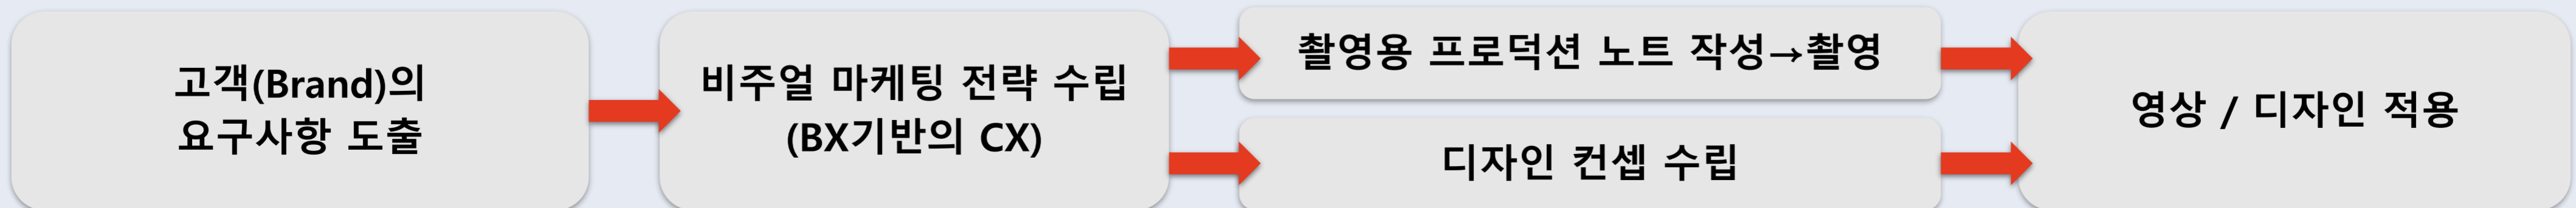 고객(Brand)의
요구사항 도출
비주얼 마케팅 전략 수립
(BX기반의 CX)
촬영용 프로덕션 노트 작성→촬영
디자인 컨셉 수립
영상 / 디자인 적용